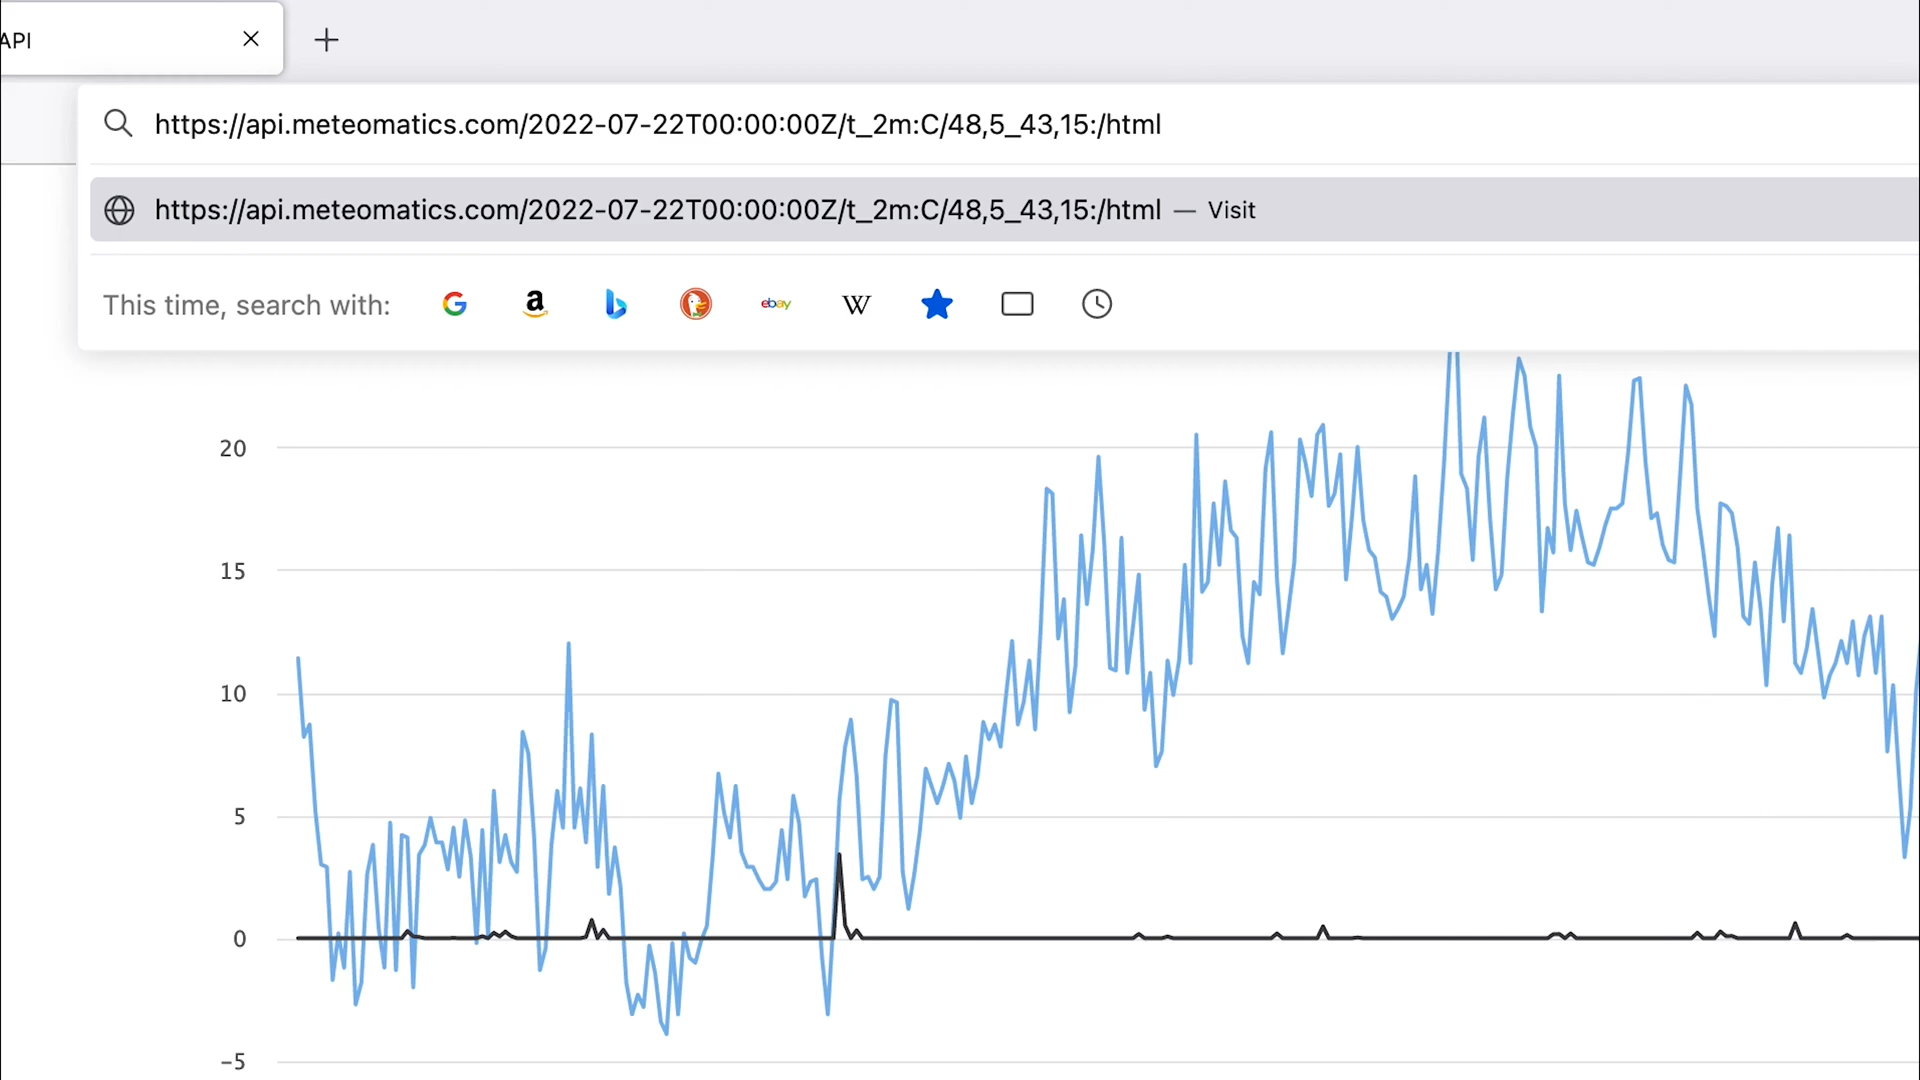 API
https://api.meteomatics.com/2022-07-22T00:00:00Z/t_2m:C/48,5_43,15:/html
https://api.meteomatics.com/2022-07-22T00:00:00Z/t_2m:C/48,5_43,15:/html — Visit
This time, search with: G a b ebay W
20
15
10
5
0
−5